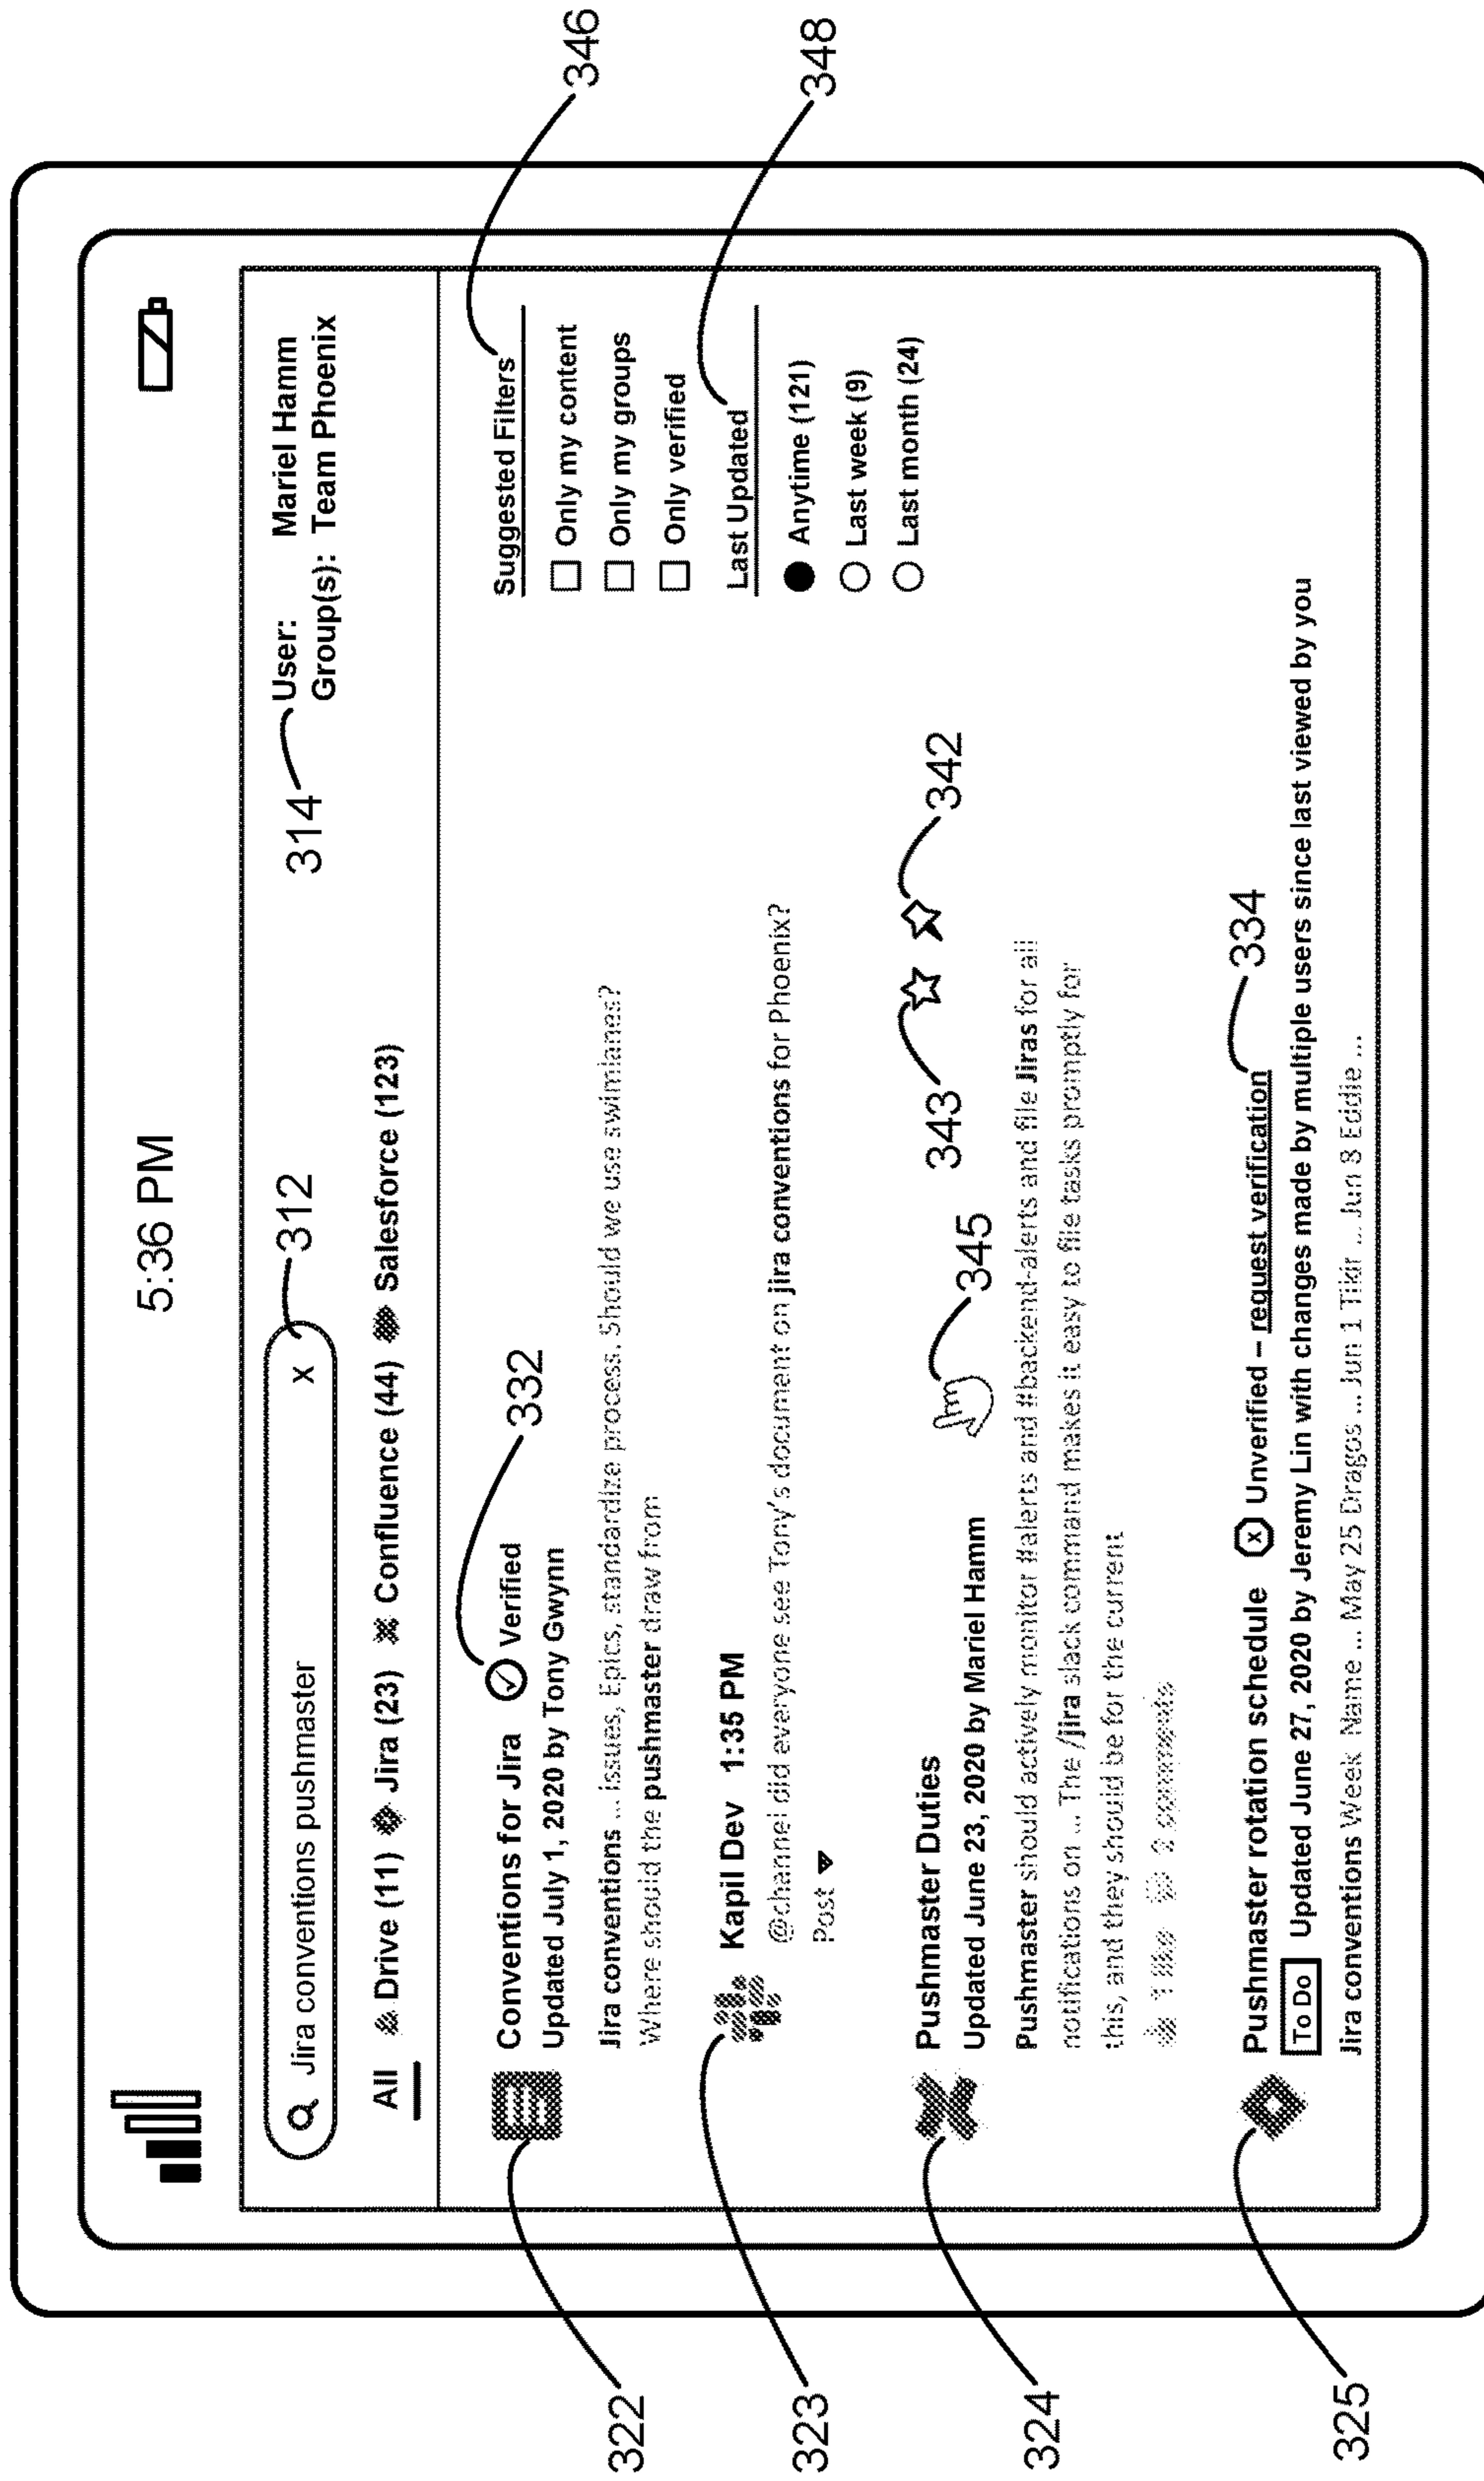 346
348
5:36 PM
Jira conventions pushmaster X
312
314
User: Mariel Hamm
Group(s): Team Phoenix
All Drive (11) Jira (23) Confluence (44) Salesforce (123)
322
Conventions for Jira Verified
332
Updated July 1, 2020 by Tony Gwynn
Jira conventions ... issues, Epics, standardize process. Should we use swimlanes?
Where should the pushmaster draw from
323
Kapil Dev 1:35 PM
@channel did everyone see Tony's document on jira conventions for Phoenix?
Post
324
Pushmaster Duties
343
342
Updated June 23, 2020 by Mariel Hamm
345
Pushmaster should actively monitor #alerts and #backend-alerts and file Jiras for all
notifications on ... The /jira slack command makes it easy to file tasks promptly for
this, and they should be for the current
1 like 2 comments
325
Pushmaster rotation schedule x Unverified – request verification
334
To Do Updated June 27, 2020 by Jeremy Lin with changes made by multiple users since last viewed by you
Jira conventions Week Name ... May 25 Dragos ... Jun 1 ... Jun 8 Eddie ...
Suggested Filters
Only my content
Only my groups
Only verified
Last Updated
Anytime (121)
Last week (9)
Last month (24)